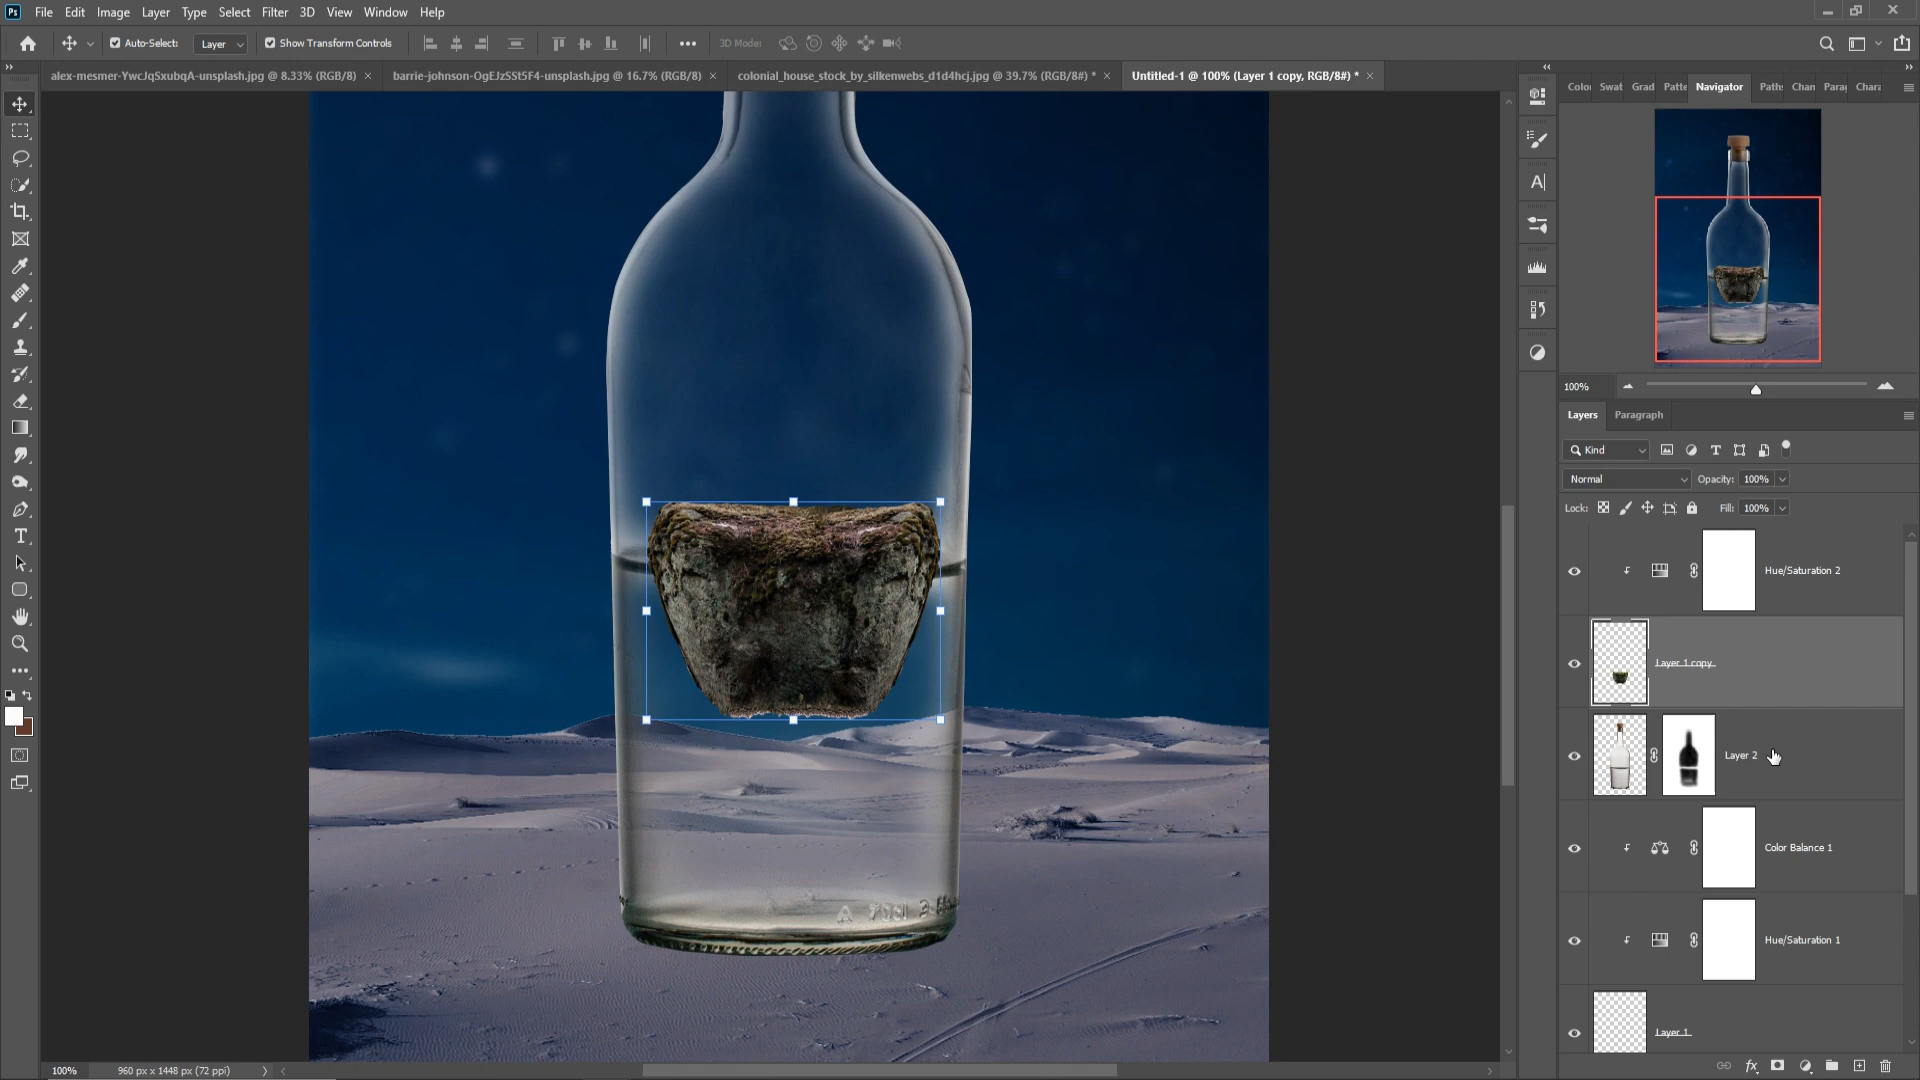 Ps File Edit Image Layer Type Select Filter 3D View Window Help
Auto-Select: Layer Show Transform Controls 3D Mode:
alex-mesmer-YwcJqSxubqA-unsplash.jpg @ 8.33% (RGB/8) × barrie-johnson-OgEJzSSt5F4-unsplash.jpg @ 16.7% (RGB/8) × colonial_house_stock_by_silkenwebs_d1d4hcj.jpg @ 39.7% (RGB/8#) * × Untitled-1 @ 100% (Layer 1 copy, RGB/8#) * ×
Colo Swat Grad Patte Navigator Paths Chan Para Chara
100%
Layers Paragraph
Kind
Normal Opacity: 100%
Lock: Fill: 100%
Hue/Saturation 2
Layer 1 copy
Layer 2
Color Balance 1
Hue/Saturation 1
Layer 1
A 70cl 3
100% 960 px x 1448 px (72 ppi)